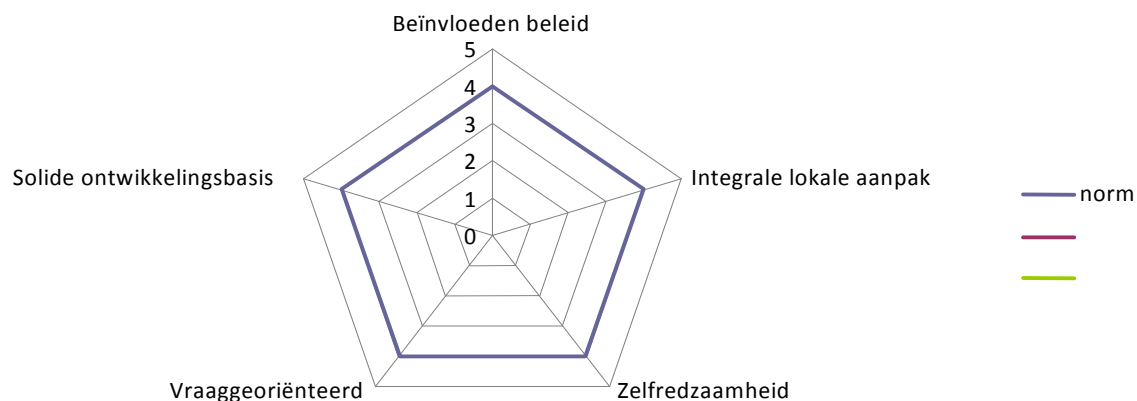 Beïnvloeden beleid
5
4
3
2
1
0
Integrale lokale aanpak
Zelfredzaamheid
Vraaggeoriënteerd
Solide ontwikkelingsbasis
norm